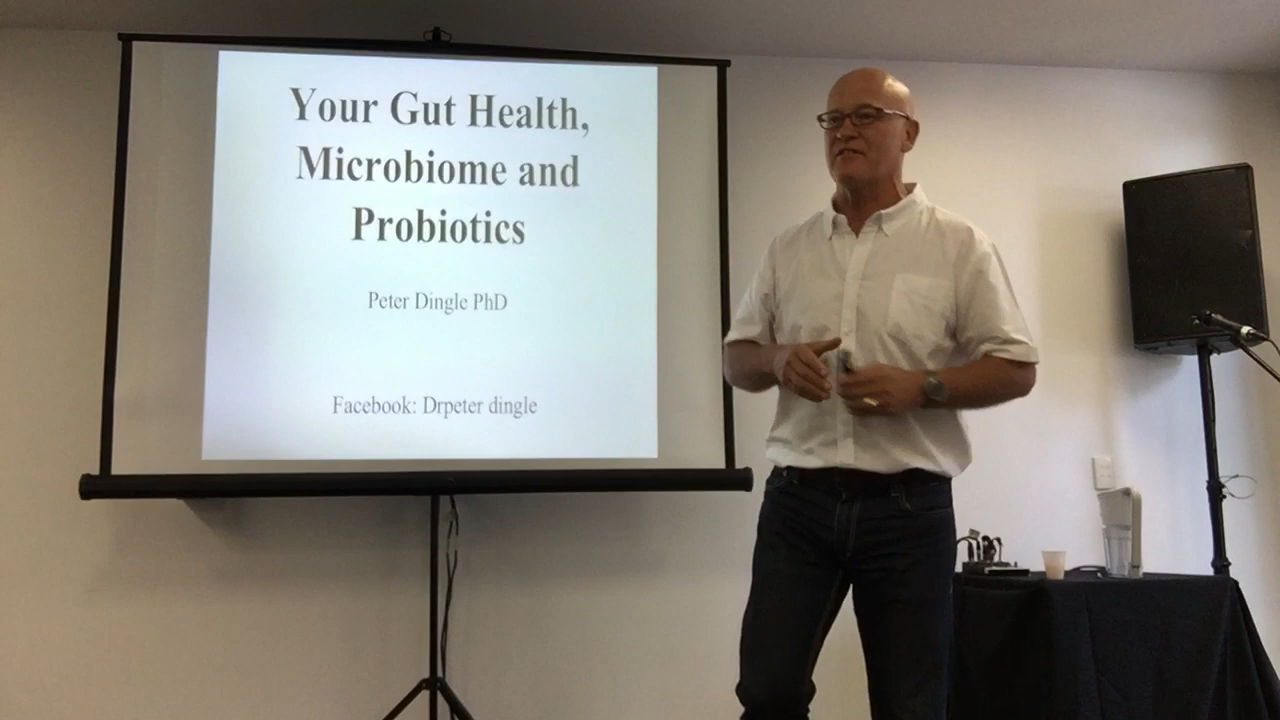 Your Gut Health,
Microbiome and
Probiotics
Peter Dingle PhD
Facebook: Drpeter dingle